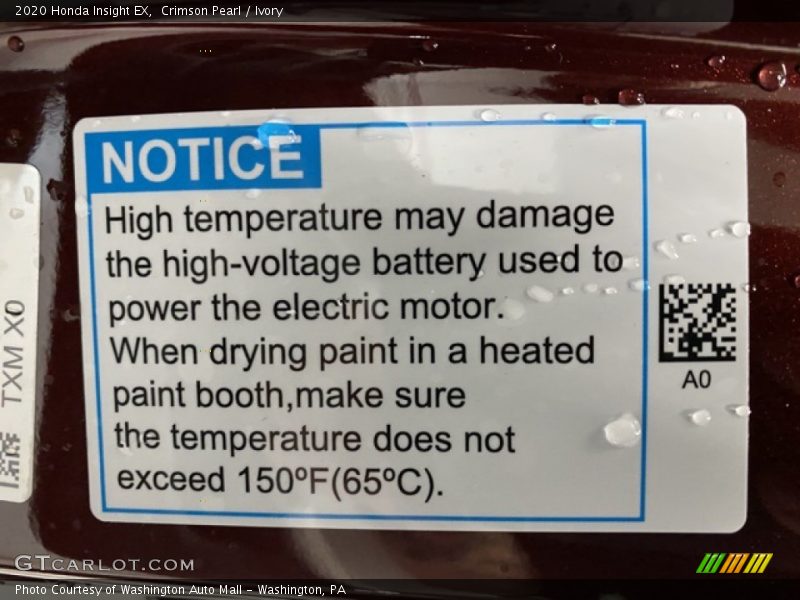 2020 Honda Insight EX, Crimson Pearl / Ivory
NOTICE
High temperature may damage
the high-voltage battery used to
power the electric motor.
When drying paint in a heated
paint booth,make sure
the temperature does not
exceed 150ºF(65ºC).
A0
TXM X0
GTCARLOT.COM
Photo Courtesy of Washington Auto Mall - Washington, PA